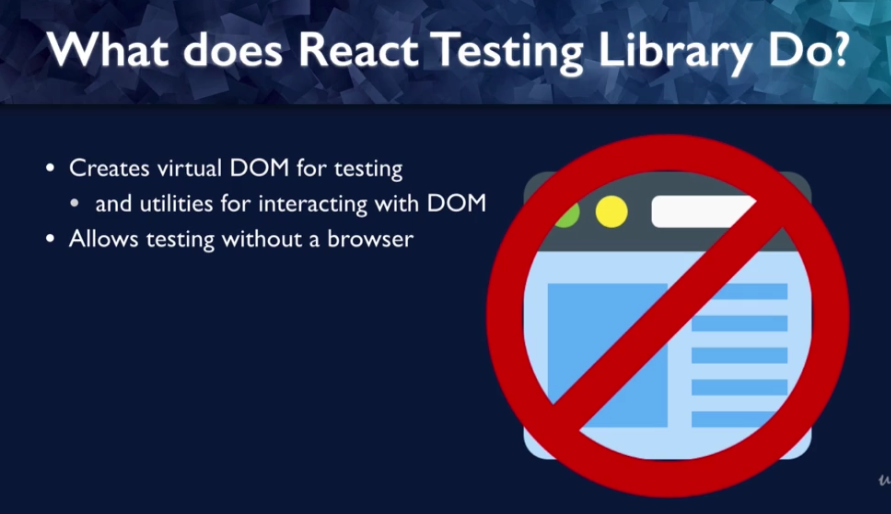 What does React Testing Library Do?
• Creates virtual DOM for testing
• and utilities for interacting with DOM
• Allows testing without a browser